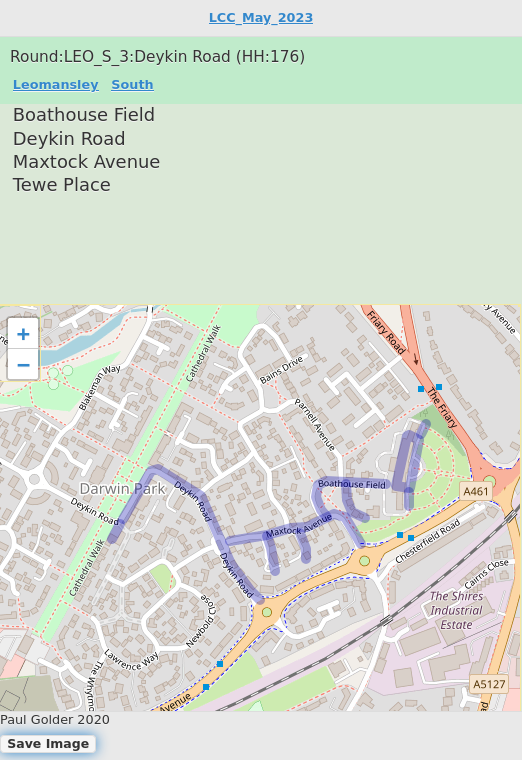 LCC_May_2023
Round:LEO_S_3:Deykin Road (HH:176)
Leomansley South
Boathouse Field
Deykin Road
Maxtock Avenue
Tewe Place
+
−
Cathedral Walk
Friary Road
Avenue
Blakeman Way
Bains Drive
The Friary
Parnell Avenue
Darwin Park
Deykin Road
Boathouse Field
A461
Deykin Road
Maxtock Avenue
Chesterfield Road
Cathedral Walk
Deykin Road
Cairns Close
The Shires
Industrial
Estate
Newbold Close
Lawrence Way
The Whytmore
A5127
Avenue
Paul Golder 2020
Save Image